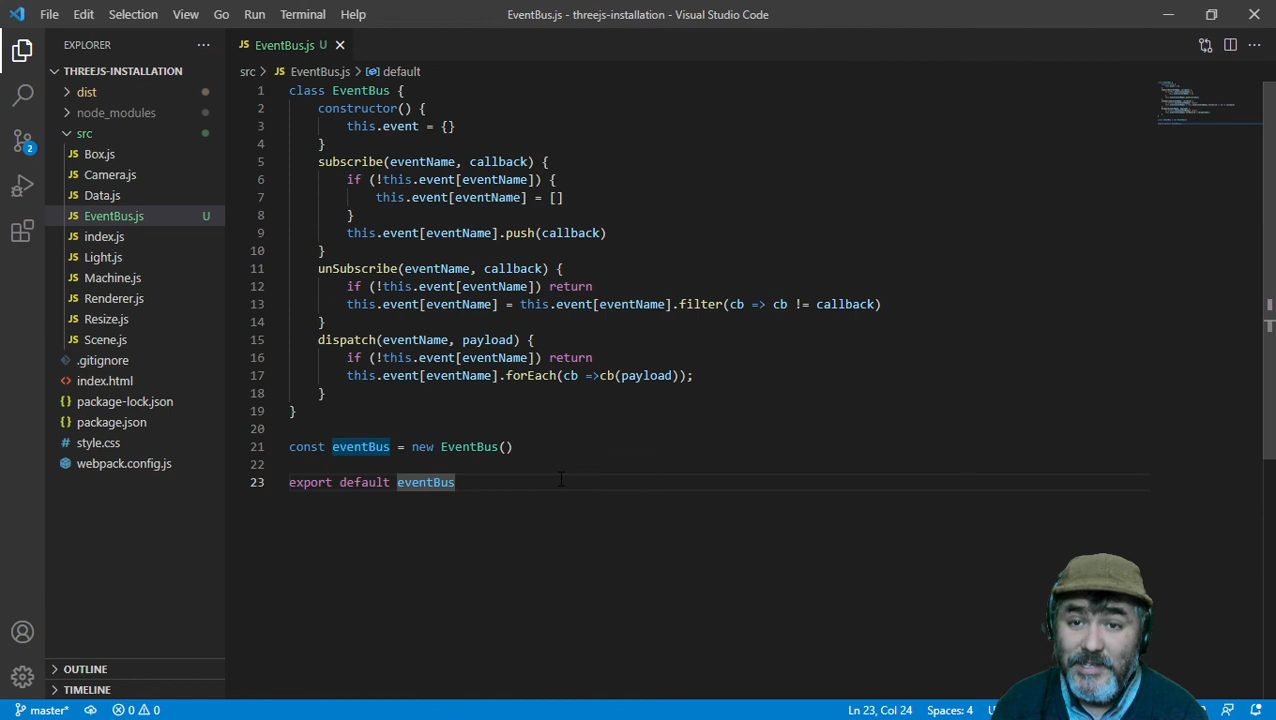 File Edit Selection View Go Run Terminal Help EventBus.js - threejs-installation - Visual Studio Code
EXPLORER
THREEJS-INSTALLATION
dist
node_modules
src
Box.js
Camera.js
Data.js
EventBus.js U
index.js
Light.js
Machine.js
Renderer.js
Resize.js
Scene.js
.gitignore
index.html
package-lock.json
package.json
style.css
webpack.config.js
OUTLINE
TIMELINE
2
JS EventBus.js U
src > JS EventBus.js > default
1 class EventBus {
2 constructor() {
3 this.event = {}
4 }
5 subscribe(eventName, callback) {
6 if (!this.event[eventName]) {
7 this.event[eventName] = []
8 }
9 this.event[eventName].push(callback)
10 }
11 unSubscribe(eventName, callback) {
12 if (!this.event[eventName]) return
13 this.event[eventName] = this.event[eventName].filter(cb => cb != callback)
14 }
15 dispatch(eventName, payload) {
16 if (!this.event[eventName]) return
17 this.event[eventName].forEach(cb =>cb(payload));
18 }
19 }
20
21 const eventBus = new EventBus()
22
23 export default eventBus
master* 0 0 Ln 23, Col 24 Spaces: 4